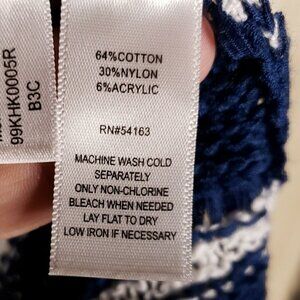 99KHK0005R
B3C
64%COTTON
30%NYLON
6%ACRYLIC
RN#54163
MACHINE WASH COLD
SEPARATELY
ONLY NON-CHLORINE
BLEACH WHEN NEEDED
LAY FLAT TO DRY
LOW IRON IF NECESSARY